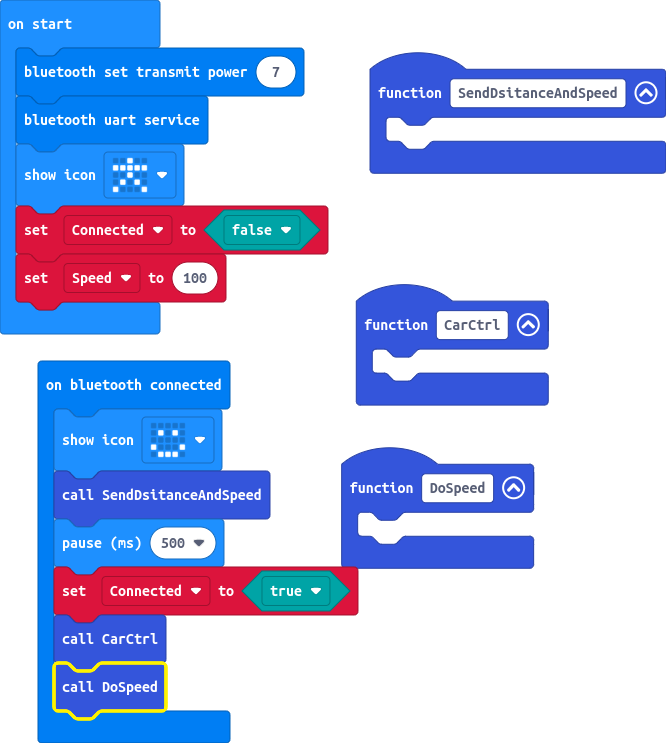 on start
bluetooth set transmit power 7
bluetooth uart service
show icon
set Connected to false
set Speed to 100
on bluetooth connected
show icon
call SendDsitanceAndSpeed
pause (ms) 500
set Connected to true
call CarCtrl
call DoSpeed
function SendDsitanceAndSpeed
function CarCtrl
function DoSpeed